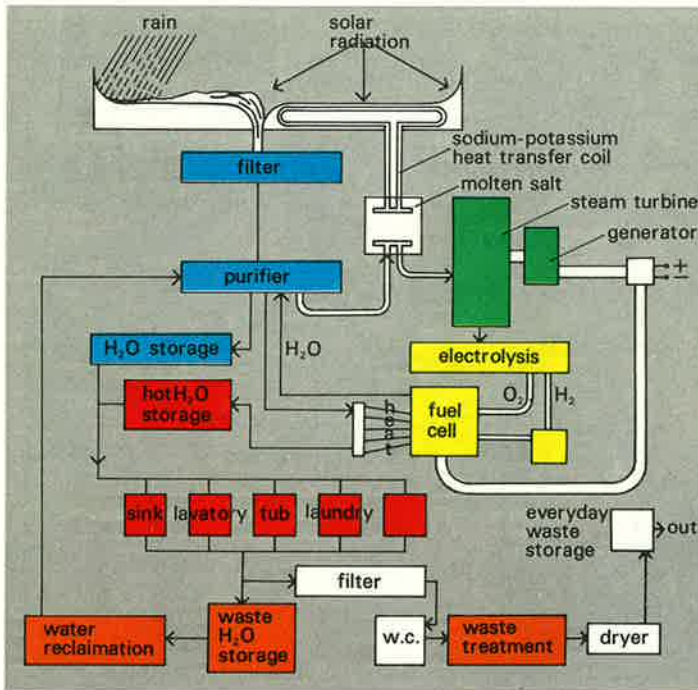 rain
solar
radiation
filter
sodium-potassium
heat transfer coil
molten salt
steam turbine
generator
purifier
+
−
H₂O storage
H₂O
electrolysis
hot H₂O
storage
O₂
H₂
heat
fuel
cell
sink
lavatory
tub
laundry
everyday
waste
storage
out
filter
water
reclaimation
waste
H₂O
storage
w.c.
waste
treatment
dryer